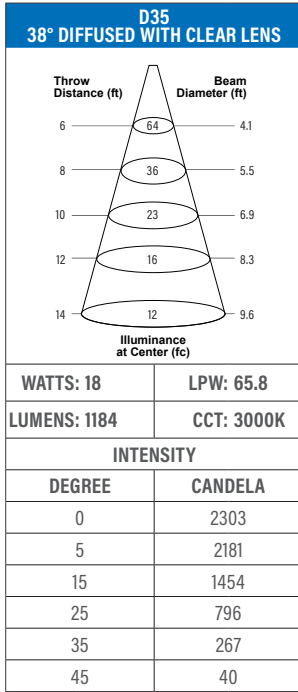 D35
38° DIFFUSED WITH CLEAR LENS
Throw Distance (ft)
Beam Diameter (ft)
6 64 4.1
8 36 5.5
10 23 6.9
12 16 8.3
14 12 9.6
Illuminance
at Center (fc)
WATTS: 18 LPW: 65.8
LUMENS: 1184 CCT: 3000K
INTENSITY
DEGREE CANDELA
0 2303
5 2181
15 1454
25 796
35 267
45 40